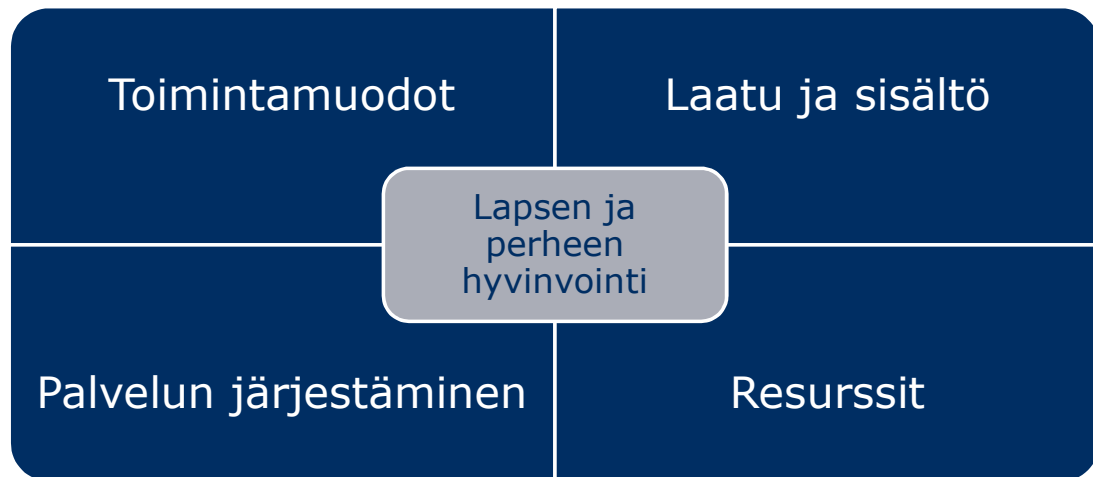 Toimintamuodot
Laatu ja sisältö
Lapsen ja
perheen
hyvinvointi
Palvelun järjestäminen
Resurssit